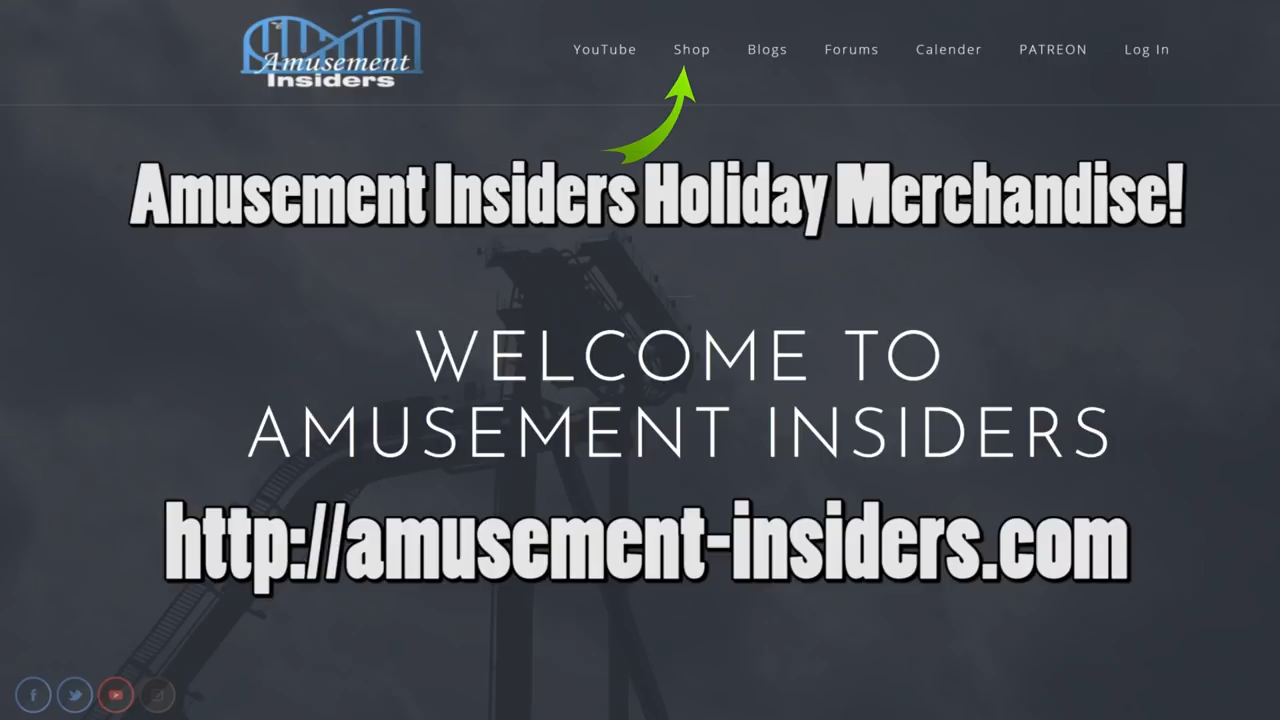 Amusement
Insiders
YouTube Shop Blogs Forums Calender PATREON Log In
Amusement Insiders Holiday Merchandise!
WELCOME TO
AMUSEMENT INSIDERS
http://amusement-insiders.com